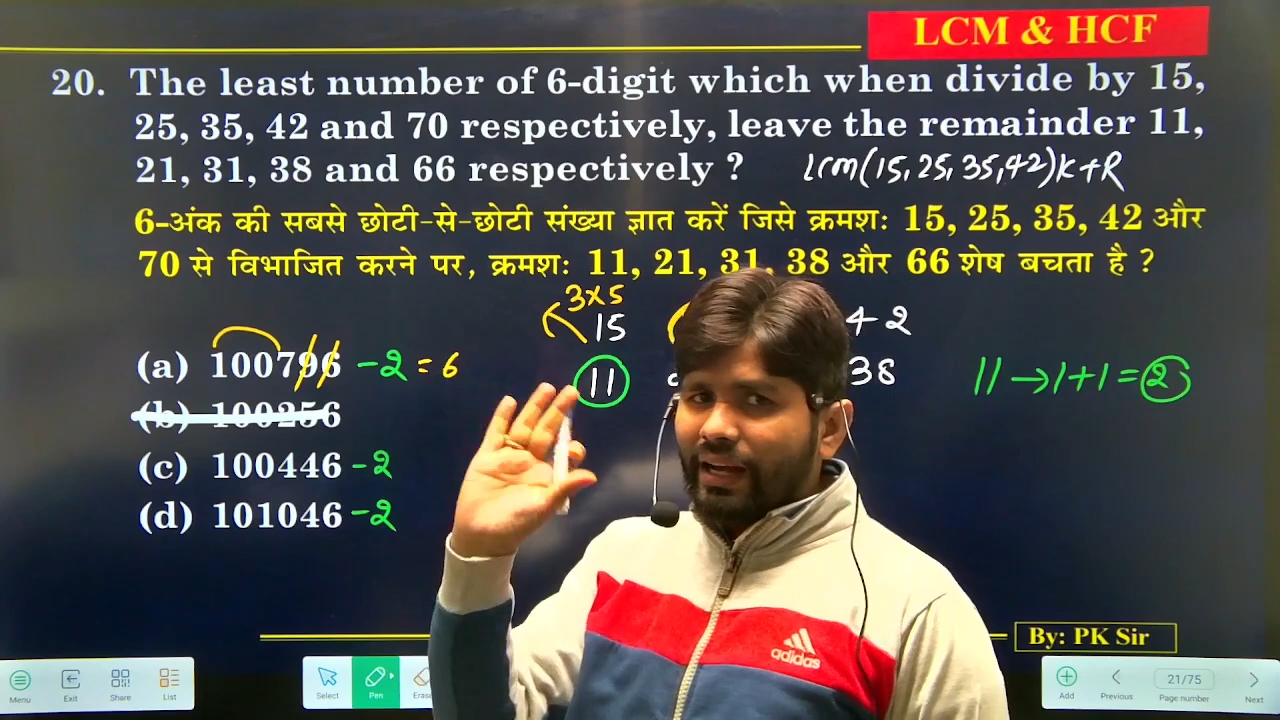 LCM & HCF
20. The least number of 6-digit which when divide by 15,
25, 35, 42 and 70 respectively, leave the remainder 11,
21, 31, 38 and 66 respectively ?
Lcm(15,25,35,42)K+R
6-अंक की सबसे छोटी-से-छोटी संख्या ज्ञात करें जिसे क्रमशः 15, 25, 35, 42 और
70 से विभाजित करने पर, क्रमशः 11, 21, 31, 38 और 66 शेष बचता है ?
3×5
15
42
(a) 100796 -2 = 6
11
38
11 → 1+1 = 2
(b) 100256
(c) 100446 -2
(d) 101046 -2
adidas
By: PK Sir
Menu Exit Share List
Select Pen
Add Previous 21/75 Page number Next